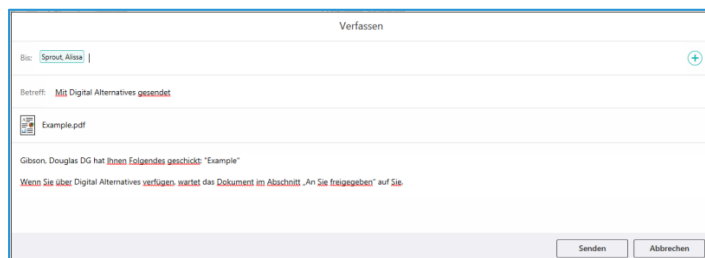 Verfassen
Bis: Sprout, Alissa
Betreff: Mit Digital Alternatives gesendet
Example.pdf
Gibson, Douglas DG hat Ihnen Folgendes geschickt: "Example"
Wenn Sie über Digital Alternatives verfügen, wartet das Dokument im Abschnitt „An Sie freigegeben" auf Sie.
Senden Abbrechen